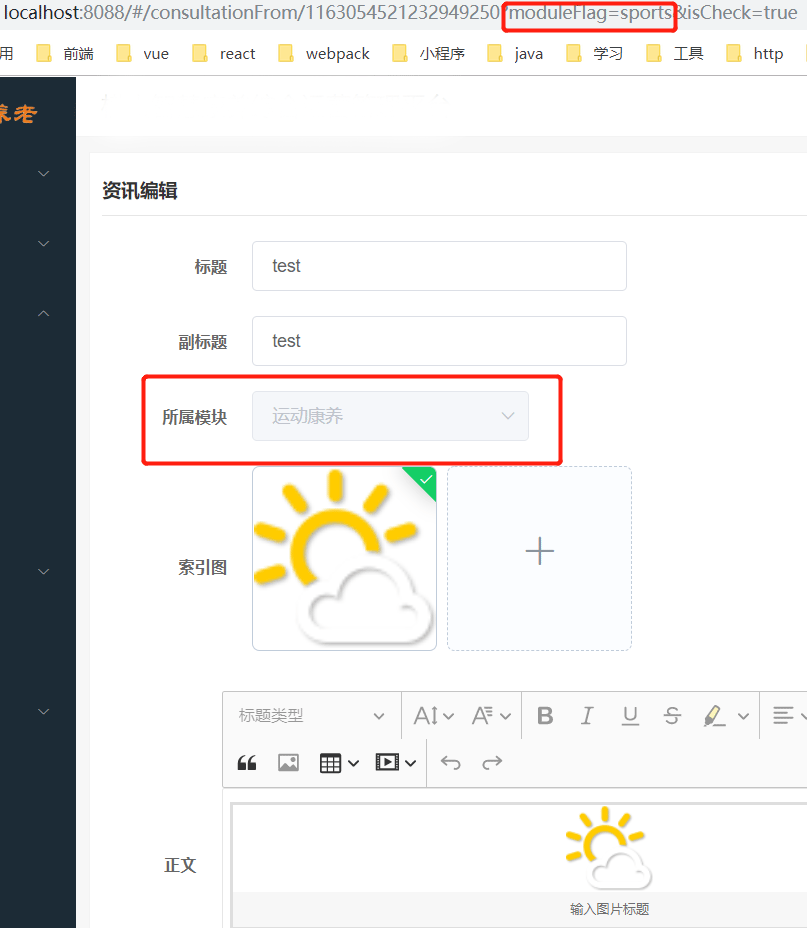 localhost:8088/#/consultationFrom/1163054521232949250?moduleFlag=sports&isCheck=true
用 前端 vue react webpack 小程序 java 学习 工具 http
养老
资讯编辑
标题 test
副标题 test
所属模块 运动康养
索引图
标题类型
正文
输入图片标题